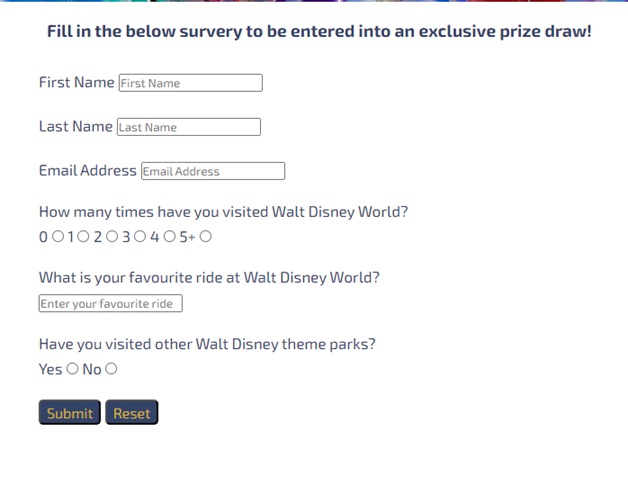 Fill in the below survery to be entered into an exclusive prize draw!
First Name First Name
Last Name Last Name
Email Address Email Address
How many times have you visited Walt Disney World?
0 1 2 3 4 5+
What is your favourite ride at Walt Disney World?
Enter your favourite ride
Have you visited other Walt Disney theme parks?
Yes No
Submit Reset